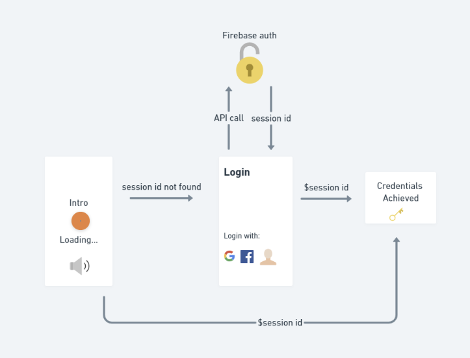 Firebase auth
API call
session id
Login
session id not found
$session id
Credentials
Achieved
Intro
Loading...
Login with:
$session id